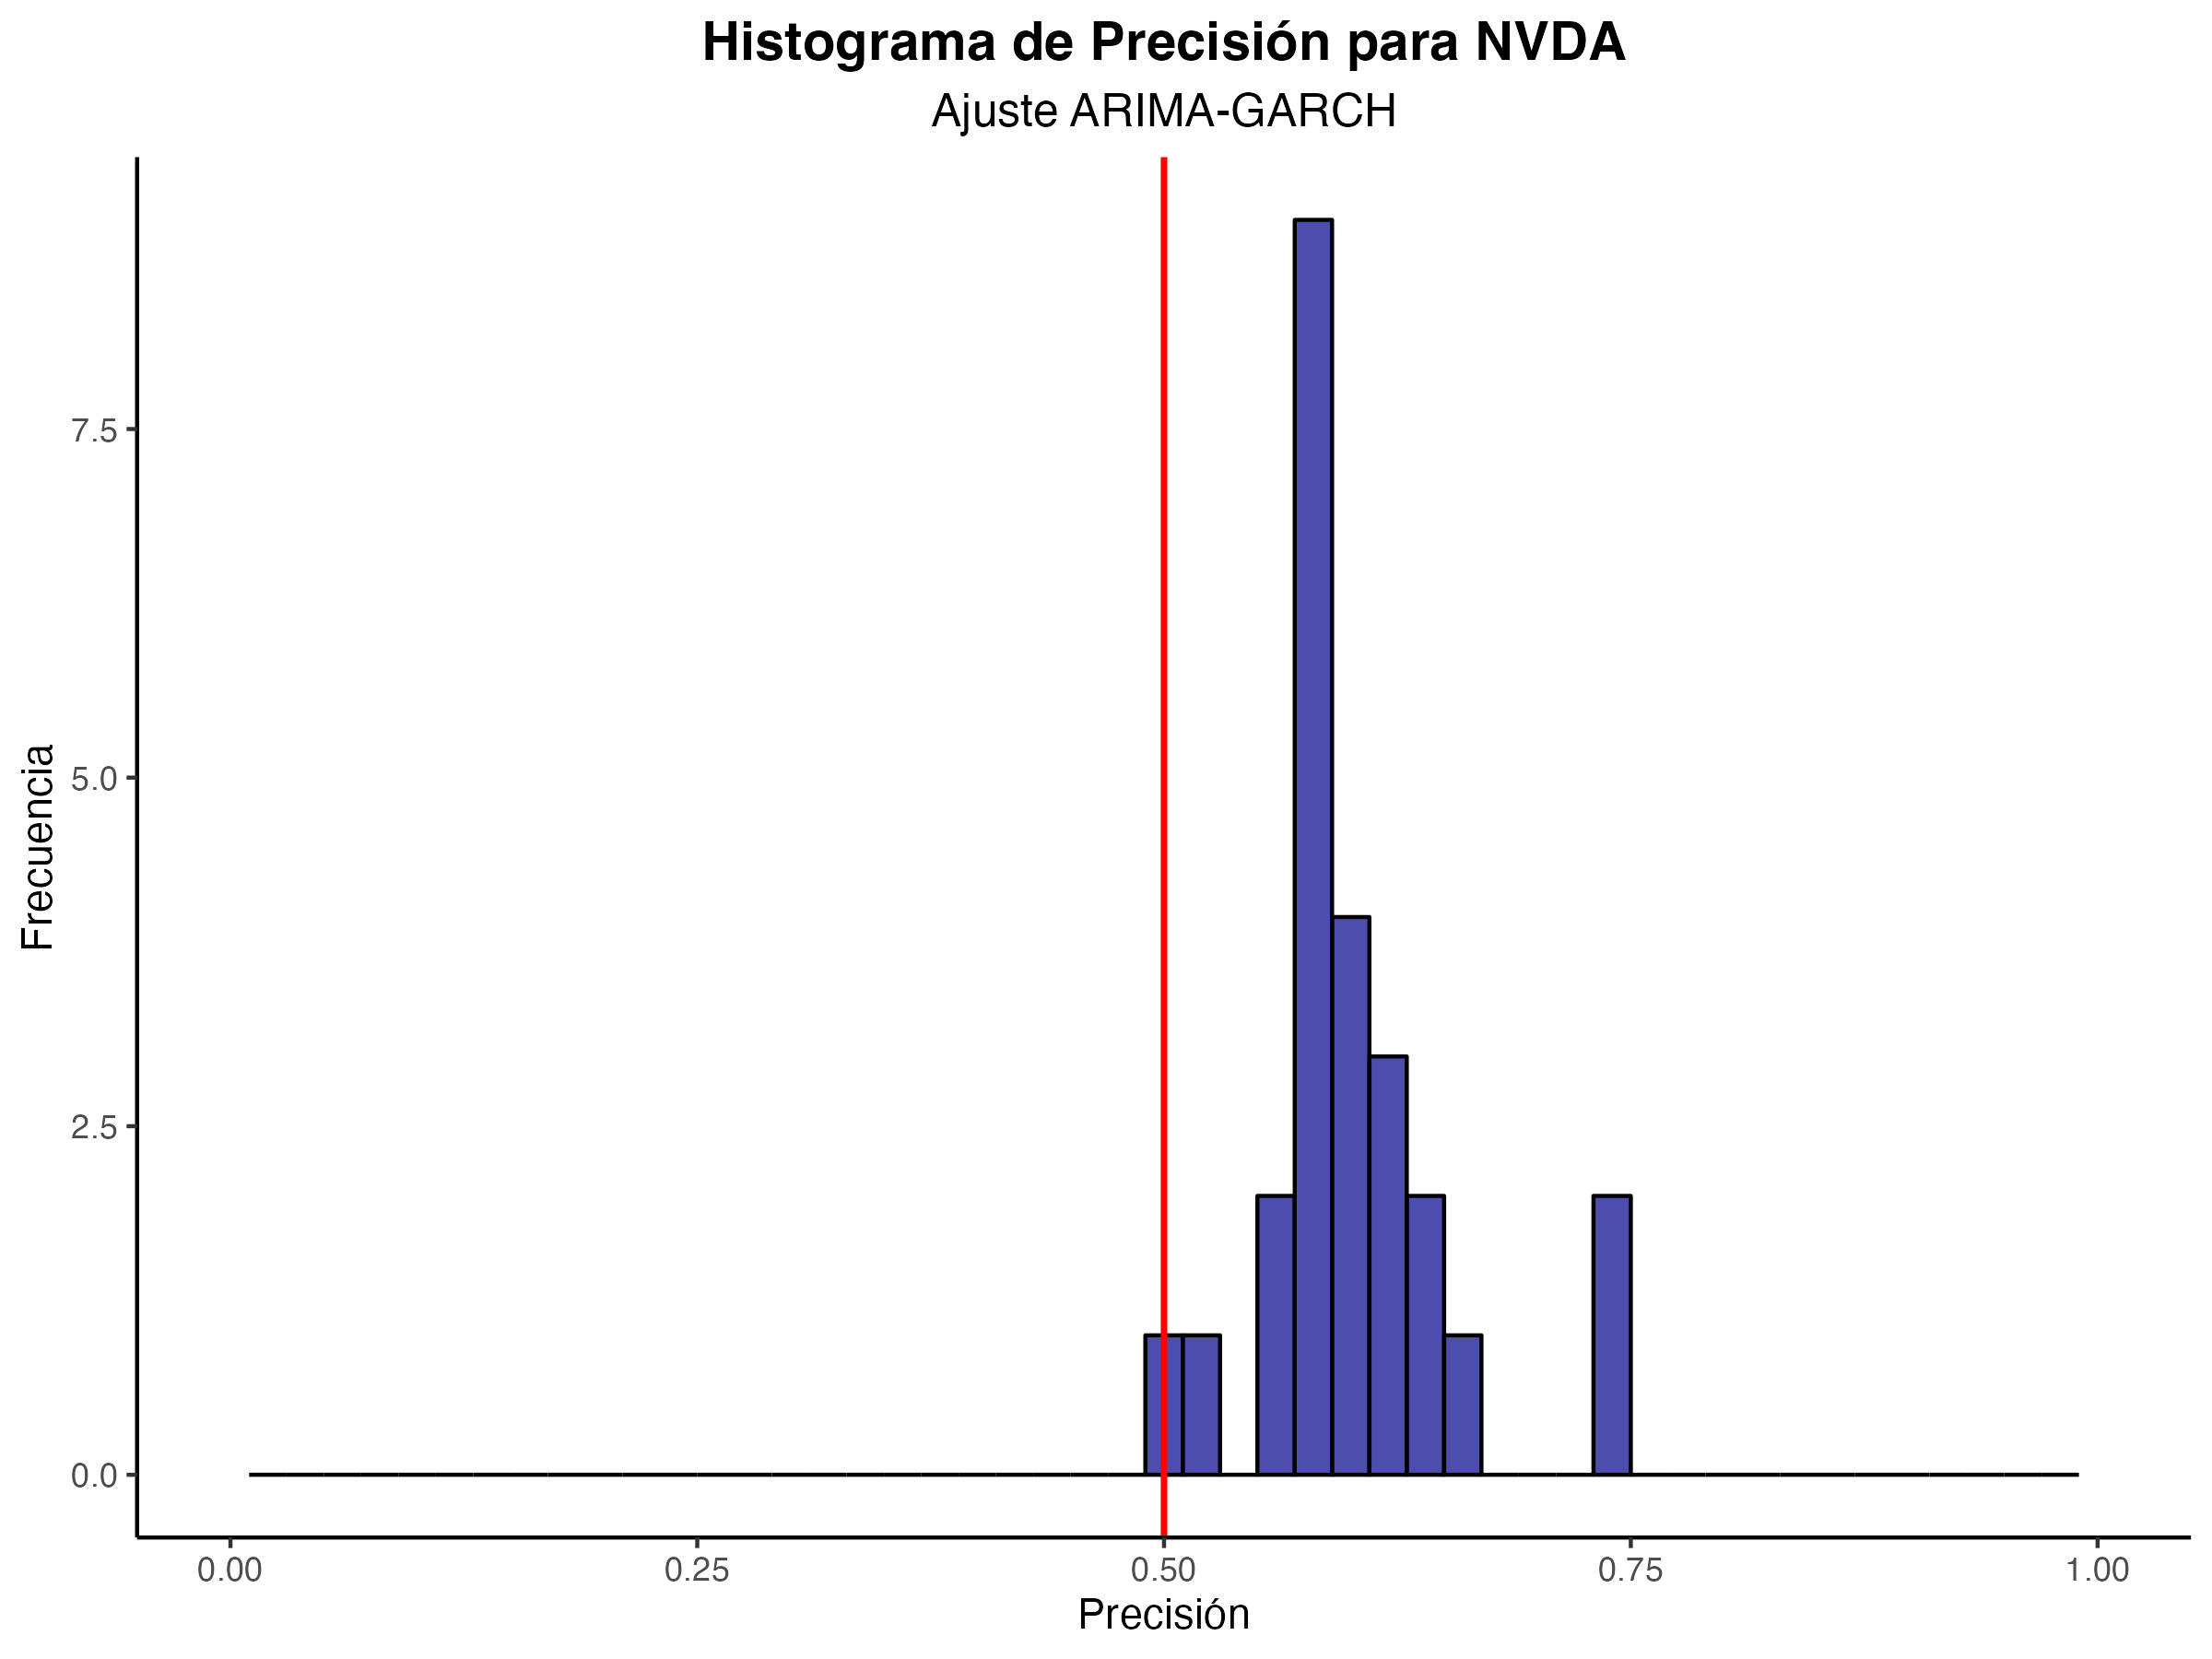 Histograma de Precisión para NVDA
Ajuste ARIMA-GARCH
7.5
5.0
2.5
0.0
Frecuencia
0.00 0.25 0.50 0.75 1.00
Precisión